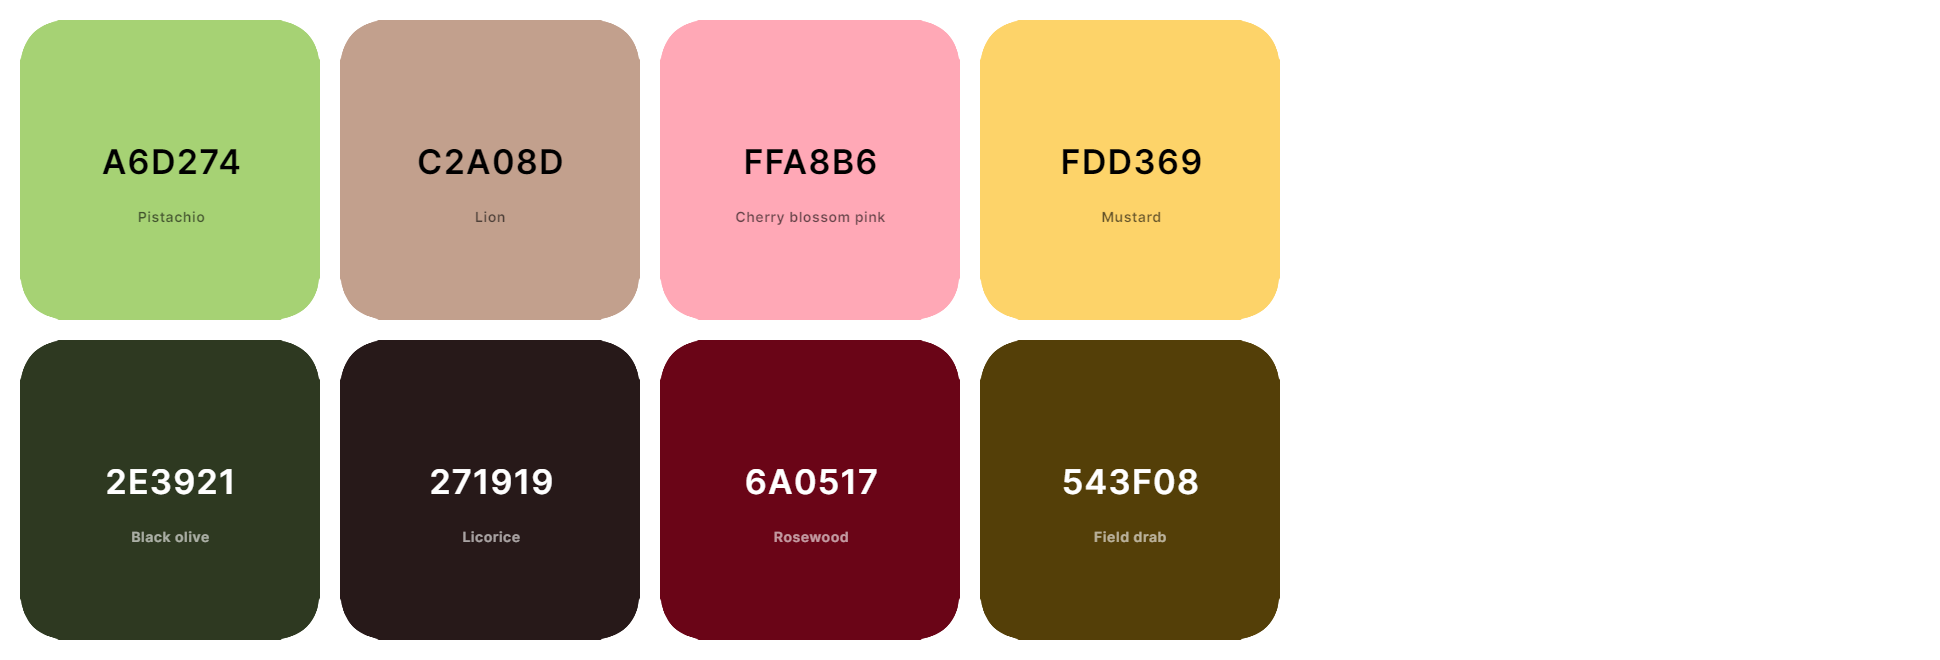 A6D274
Pistachio
C2A08D
Lion
FFA8B6
Cherry blossom pink
FDD369
Mustard
2E3921
Black olive
271919
Licorice
6A0517
Rosewood
543F08
Field drab